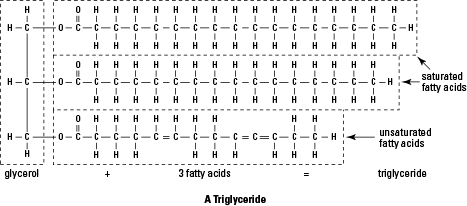 H O H H H H H H H H H H H H H H H H
H – C – O – C – C – C – C – C – C – C – C – C – C – C – C – C – C – C – C – C – H
H H H H H H H H H H H H H H H H
O H H H H H H H H H H H H H H H
H – C – O – C – C – C – C – C – C – C – C – C – C – C – C – C – C – C – C – H
H H H H H H H H H H H H H H H
saturated
fatty acids
O H H H H H H H H
H – C – O – C – C – C – C – C = C – C – C – C = C – C = C – C – C – H
H H H H H H H H H
unsaturated
fatty acids
glycerol + 3 fatty acids = triglyceride
A Triglyceride